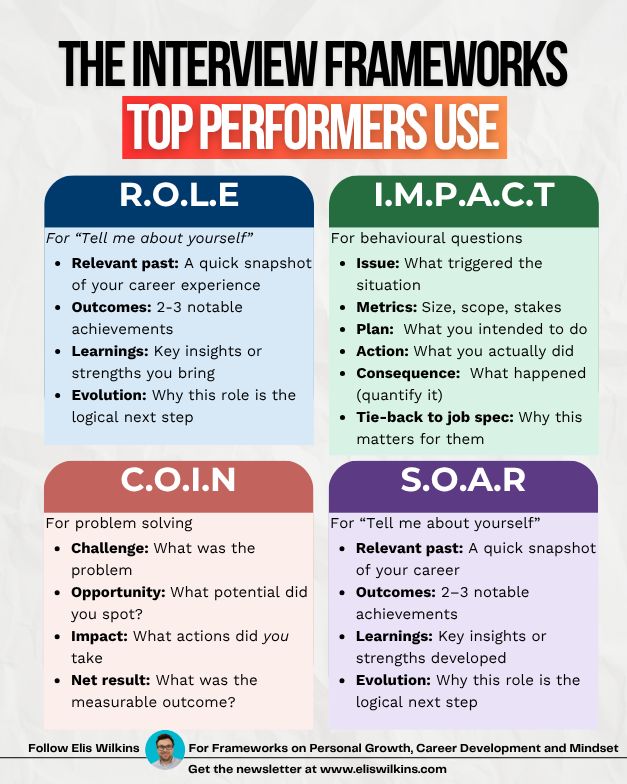 THE INTERVIEW FRAMEWORKS
TOP PERFORMERS USE
R.O.L.E
For “Tell me about yourself”
• Relevant past: A quick snapshot
of your career experience
• Outcomes: 2-3 notable
achievements
• Learnings: Key insights or
strengths you bring
• Evolution: Why this role is the
logical next step
I.M.P.A.C.T
For behavioural questions
• Issue: What triggered the
situation
• Metrics: Size, scope, stakes
• Plan: What you intended to do
• Action: What you actually did
• Consequence: What happened
(quantify it)
• Tie-back to job spec: Why this
matters for them
C.O.I.N
For problem solving
• Challenge: What was the
problem
• Opportunity: What potential did
you spot?
• Impact: What actions did you
take
• Net result: What was the
measurable outcome?
S.O.A.R
For “Tell me about yourself”
• Relevant past: A quick snapshot
of your career
• Outcomes: 2–3 notable
achievements
• Learnings: Key insights or
strengths developed
• Evolution: Why this role is the
logical next step
Follow Elis Wilkins For Frameworks on Personal Growth, Career Development and Mindset
Get the newsletter at www.eliswilkins.com